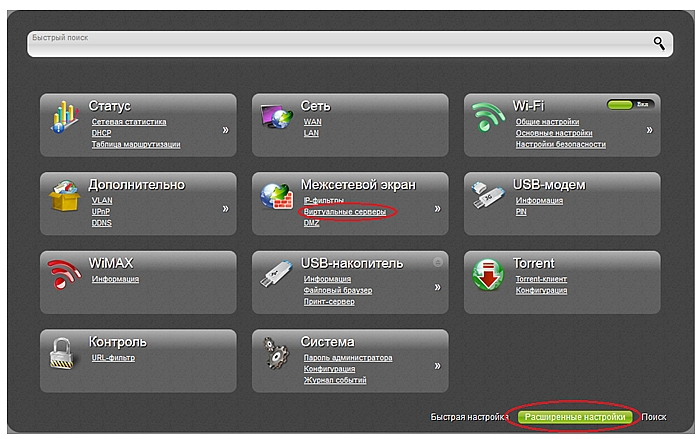 Быстрый поиск
Статус
Сетевая статистика
DHCP
Таблица маршрутизации
»
Сеть
WAN
LAN
Wi-Fi
Вкл
Общие настройки
Основные настройки
Настройки безопасности
»
Дополнительно
VLAN
UPnP
DDNS
»
Межсетевой экран
IP-фильтры
Виртуальные серверы
DMZ
»
USB-модем
Информация
PIN
WiMAX
Информация
USB-накопитель
Информация
Файловый браузер
Принт-сервер
»
Torrent
Torrent-клиент
Конфигурация
Контроль
URL-фильтр
Система
Пароль администратора
Конфигурация
Журнал событий
»
Быстрая настройка Расширенные настройки Поиск